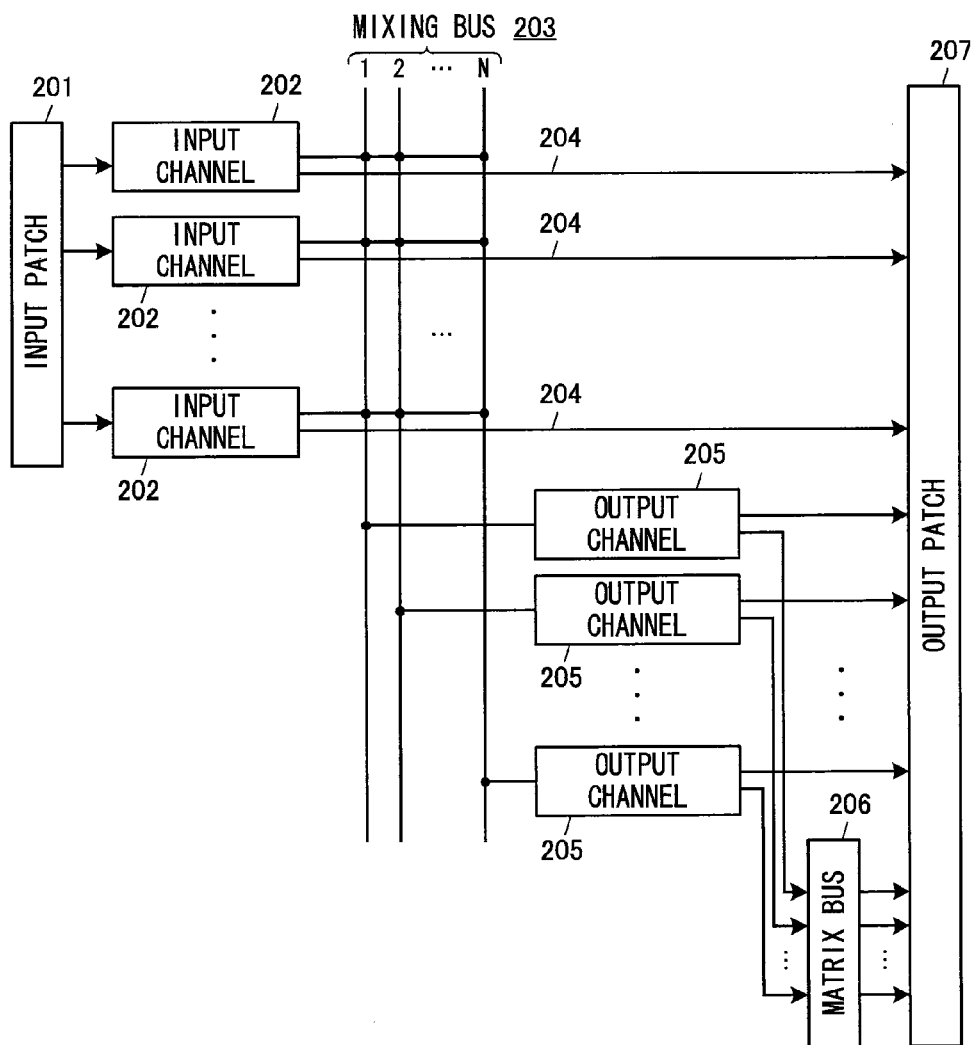 MIXING BUS 203
1 2 ... N
207
201
202
INPUT CHANNEL
204
INPUT PATCH
202
INPUT CHANNEL
204
...
INPUT CHANNEL
202
204
205
OUTPUT CHANNEL
OUTPUT CHANNEL
205
OUTPUT CHANNEL
205
206
MATRIX BUS
...
...
OUTPUT PATCH